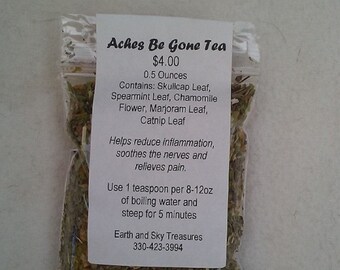 Aches Be Gone Tea
$4.00
0.5 Ounces
Contains: Skullcap Leaf,
Spearmint Leaf, Chamomile
Flower, Marjoram Leaf,
Catnip Leaf
Helps reduce inflammation,
soothes the nerves and
relieves pain.
Use 1 teaspoon per 8-12oz
of boiling water and
steep for 5 minutes
Earth and Sky Treasures
330-423-3994